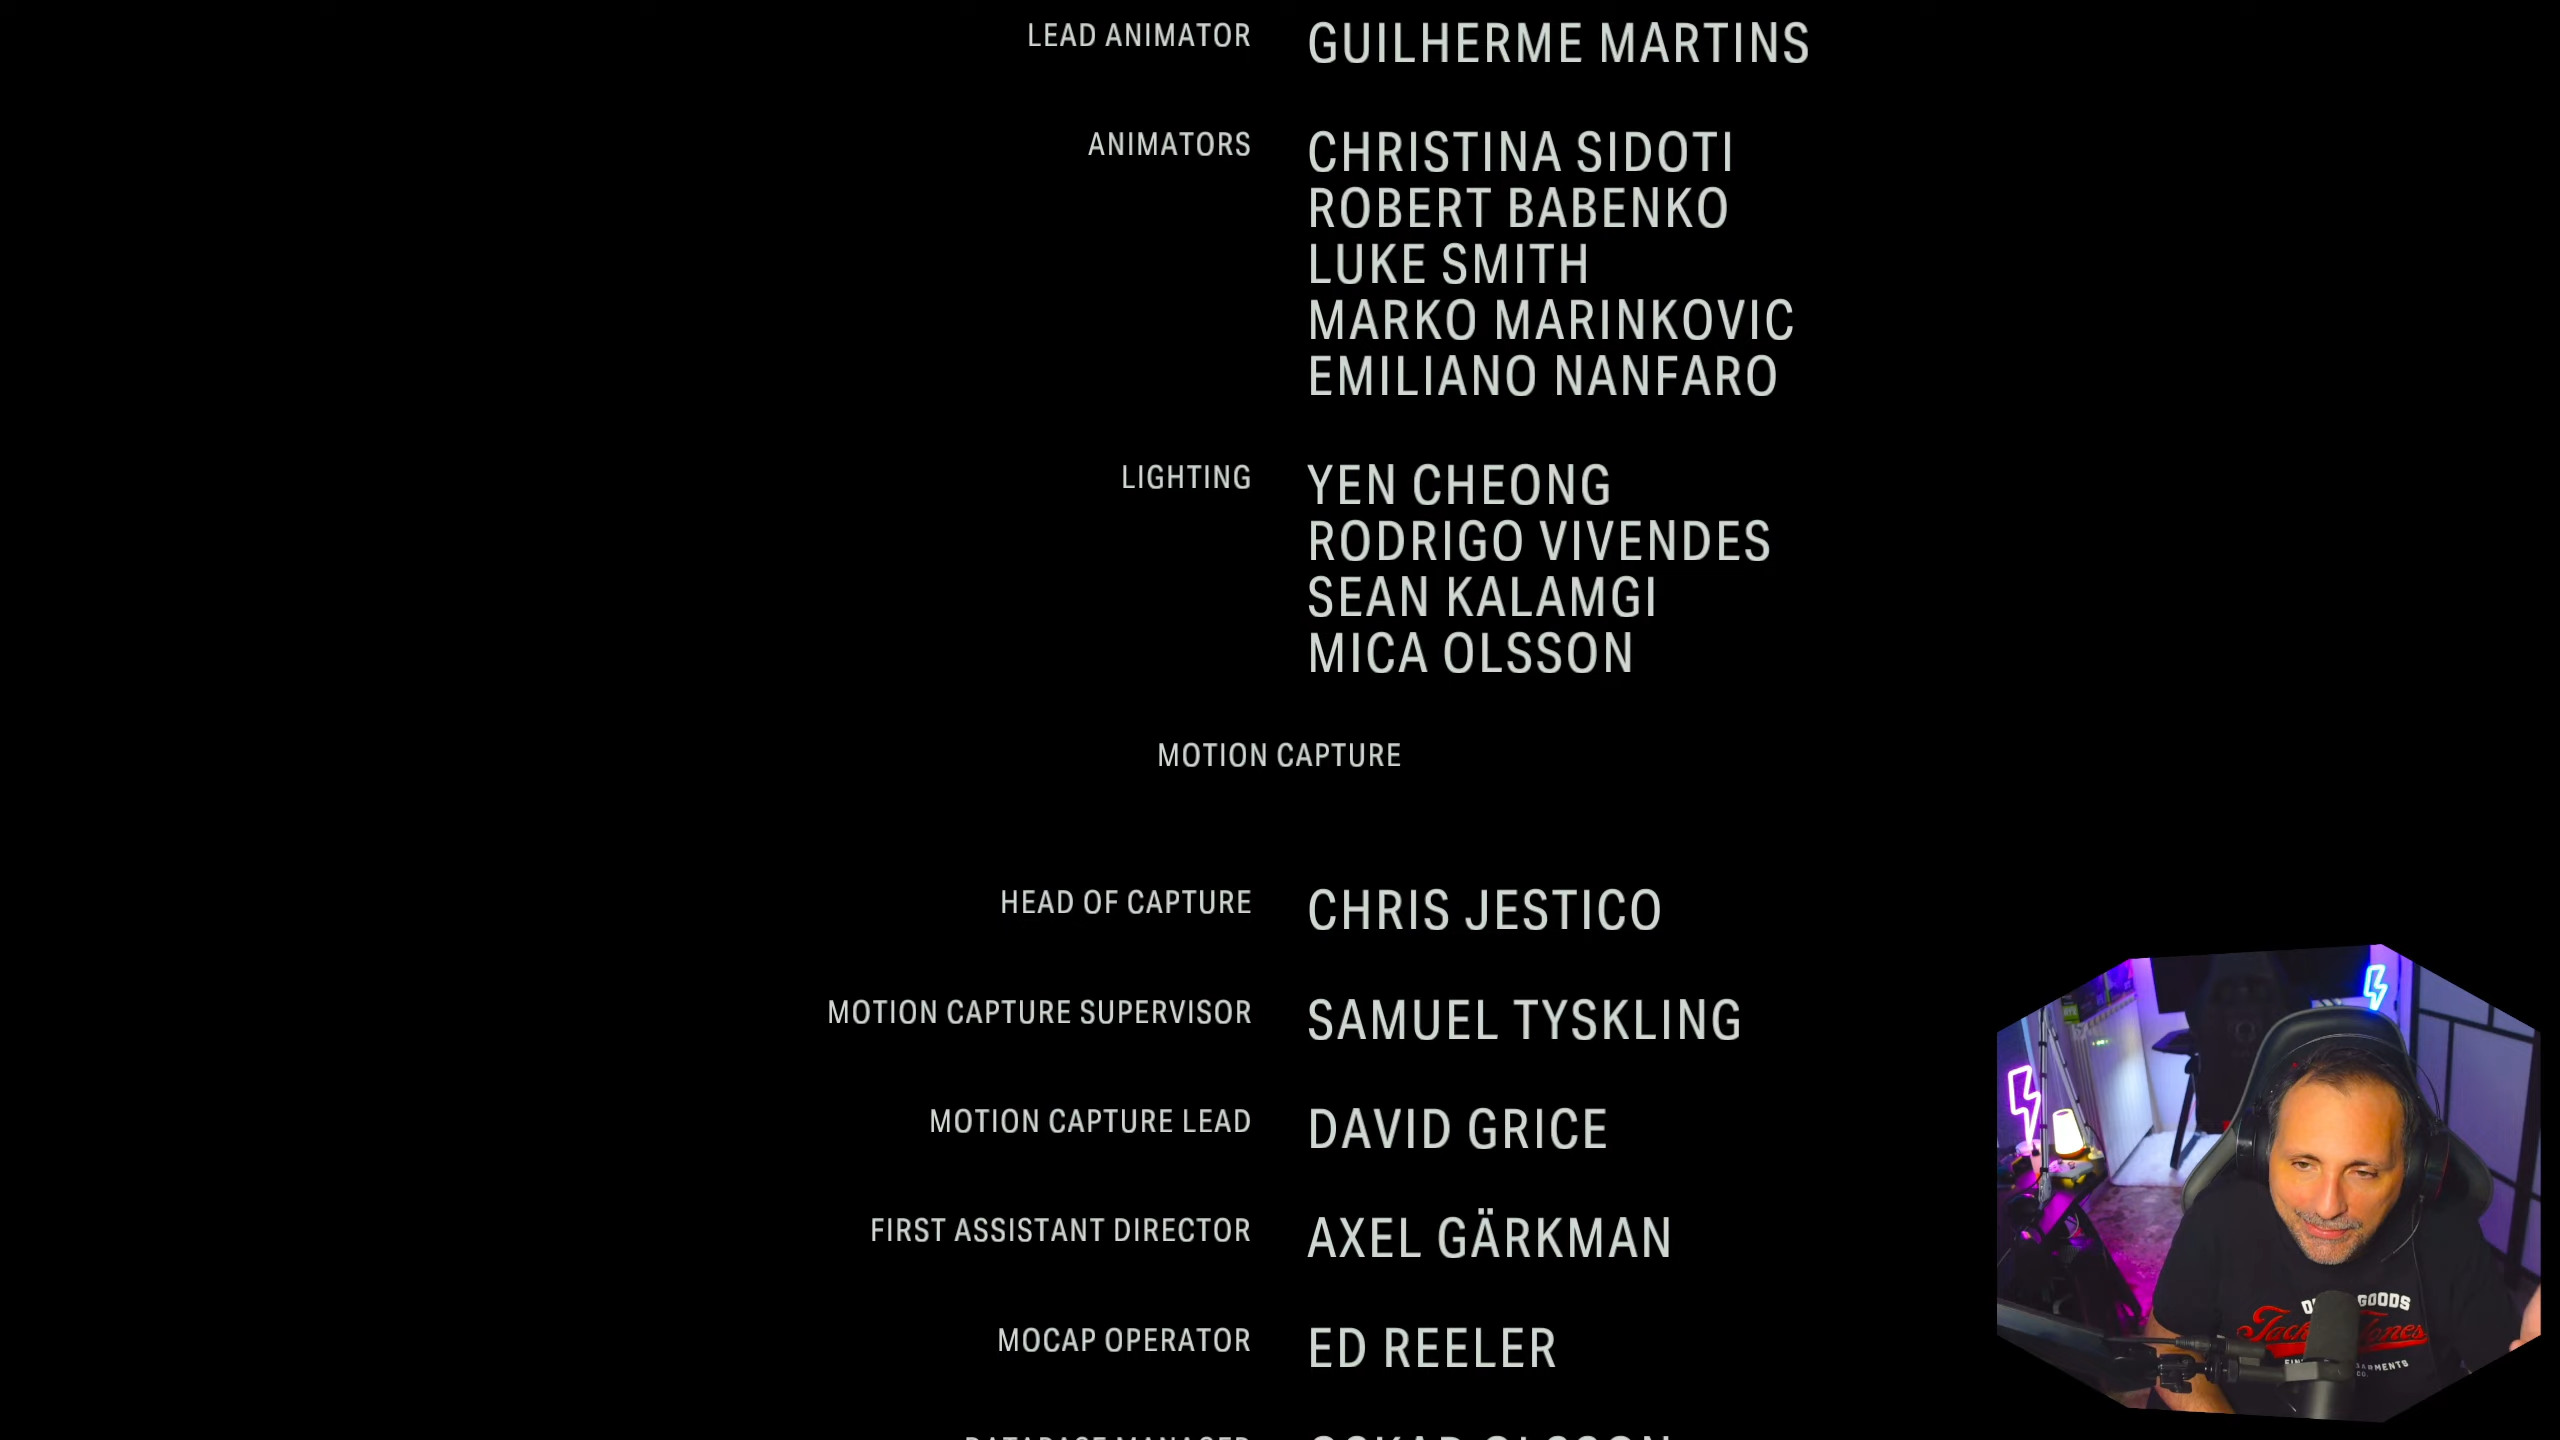 LEAD ANIMATOR GUILHERME MARTINS
ANIMATORS CHRISTINA SIDOTI
ROBERT BABENKO
LUKE SMITH
MARKO MARINKOVIC
EMILIANO NANFARO
LIGHTING YEN CHEONG
RODRIGO VIVENDES
SEAN KALAMGI
MICA OLSSON
MOTION CAPTURE
HEAD OF CAPTURE CHRIS JESTICO
MOTION CAPTURE SUPERVISOR SAMUEL TYSKLING
MOTION CAPTURE LEAD DAVID GRICE
FIRST ASSISTANT DIRECTOR AXEL GÄRKMAN
MOCAP OPERATOR ED REELER
GOODS